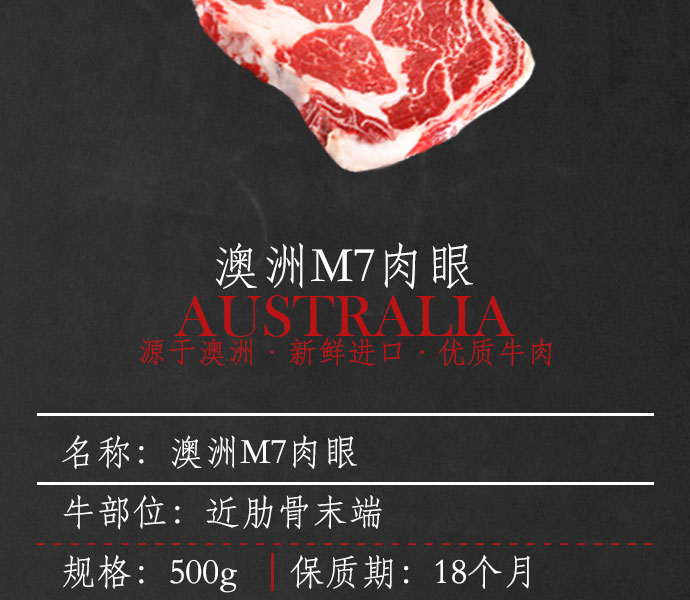 澳洲M7肉眼
AUSTRALIA
源于澳洲·新鲜进口·优质牛肉
名称：澳洲M7肉眼
牛部位：近肋骨末端
规格：500g 保质期：18个月